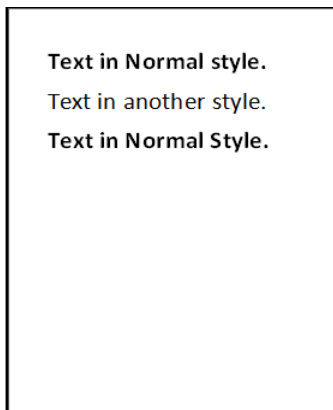 Text in Normal style.
Text in another style.
Text in Normal Style.